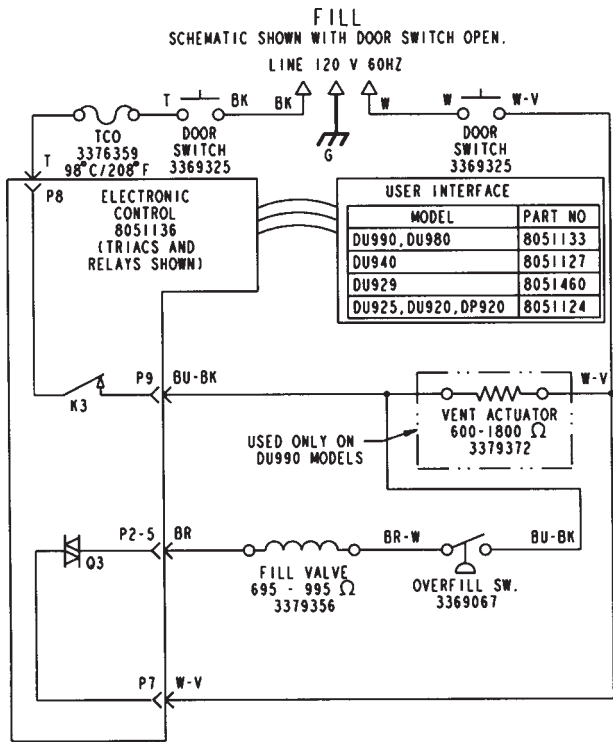 FILL
SCHEMATIC SHOWN WITH DOOR SWITCH OPEN.
LINE 120 V 60HZ
T
BK
BK
W
W
W-V
TCO
3376359
98°C/208°F
DOOR
SWITCH
3369325
G
DOOR
SWITCH
3369325
T
P8
ELECTRONIC
CONTROL
8051136
(TRIACS AND
RELAYS SHOWN)
USER INTERFACE
MODEL PART NO
DU990, DU980 8051133
DU940 8051127
DU929 8051460
DU925, DU920, DP920 8051124
K3
P9
BU-BK
W-V
VENT ACTUATOR
600-1800 Ω
3379372
USED ONLY ON
DU990 MODELS
Q3
P2-5
BR
BR-W
BU-BK
FILL VALVE
695 - 995 Ω
3379356
OVERFILL SW.
3369067
P7
W-V